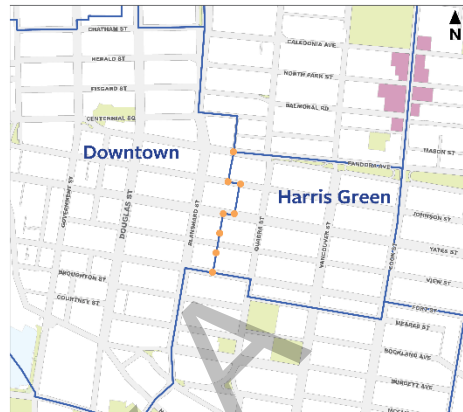 N
CHATHAM ST
CALEDONIA AVE
HERALD ST
NORTH PARK ST
FISGARD ST
BALMORAL RD
CENTENNIAL SQ
MASON ST
Downtown
PANDORA AVE
Harris Green
GOVERNMENT ST
DOUGLAS ST
BLANSHARD ST
QUADRA ST
VANCOUVER ST
COOK ST
JOHNSON ST
YATES ST
VIEW ST
BROUGHTON ST
COURTNEY ST
FORT ST
MEARES ST
ROCKLAND AVE
BURDETT AVE